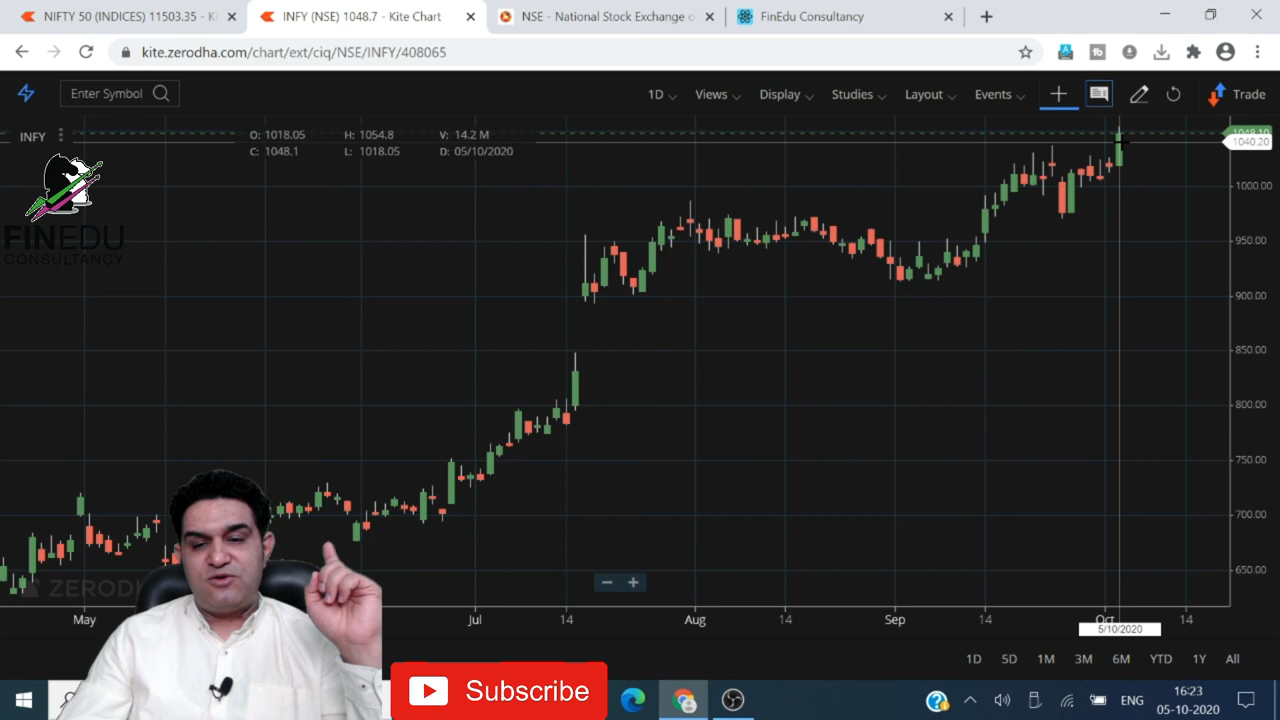 NIFTY 50 (INDICES) 11503.35 - K
INFY (NSE) 1048.7 - Kite Chart
NSE - National Stock Exchange o
FinEdu Consultancy
kite.zerodha.com/chart/ext/ciq/NSE/INFY/408065
Enter Symbol
1D
Views
Display
Studies
Layout
Events
Trade
INFY
O: 1018.05 H: 1054.8 V: 14.2 M
C: 1048.1 L: 1018.05 D: 05/10/2020
1048.10
1040.20
1000.00
950.00
900.00
850.00
800.00
750.00
700.00
650.00
FINEDU
CONSULTANCY
ZERODH
May
Jul
14
Aug
14
Sep
14
Oct
14
5/10/2020
1D 5D 1M 3M 6M YTD 1Y All
Subscribe
ENG
16:23
05-10-2020